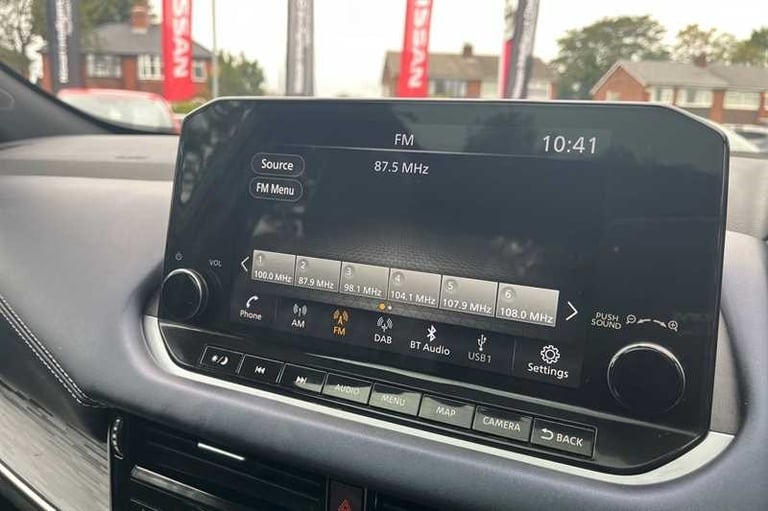 NISSAN
NISSAN
FM
10:41
Source
87.5 MHz
FM Menu
1 2 3 4 5 6
100.0 MHz 87.9 MHz 98.1 MHz 104.1 MHz 107.9 MHz 108.0 MHz
VOL
PUSH
SOUND
Phone AM FM DAB BT Audio USB1 Settings
AUDIO MENU MAP CAMERA BACK